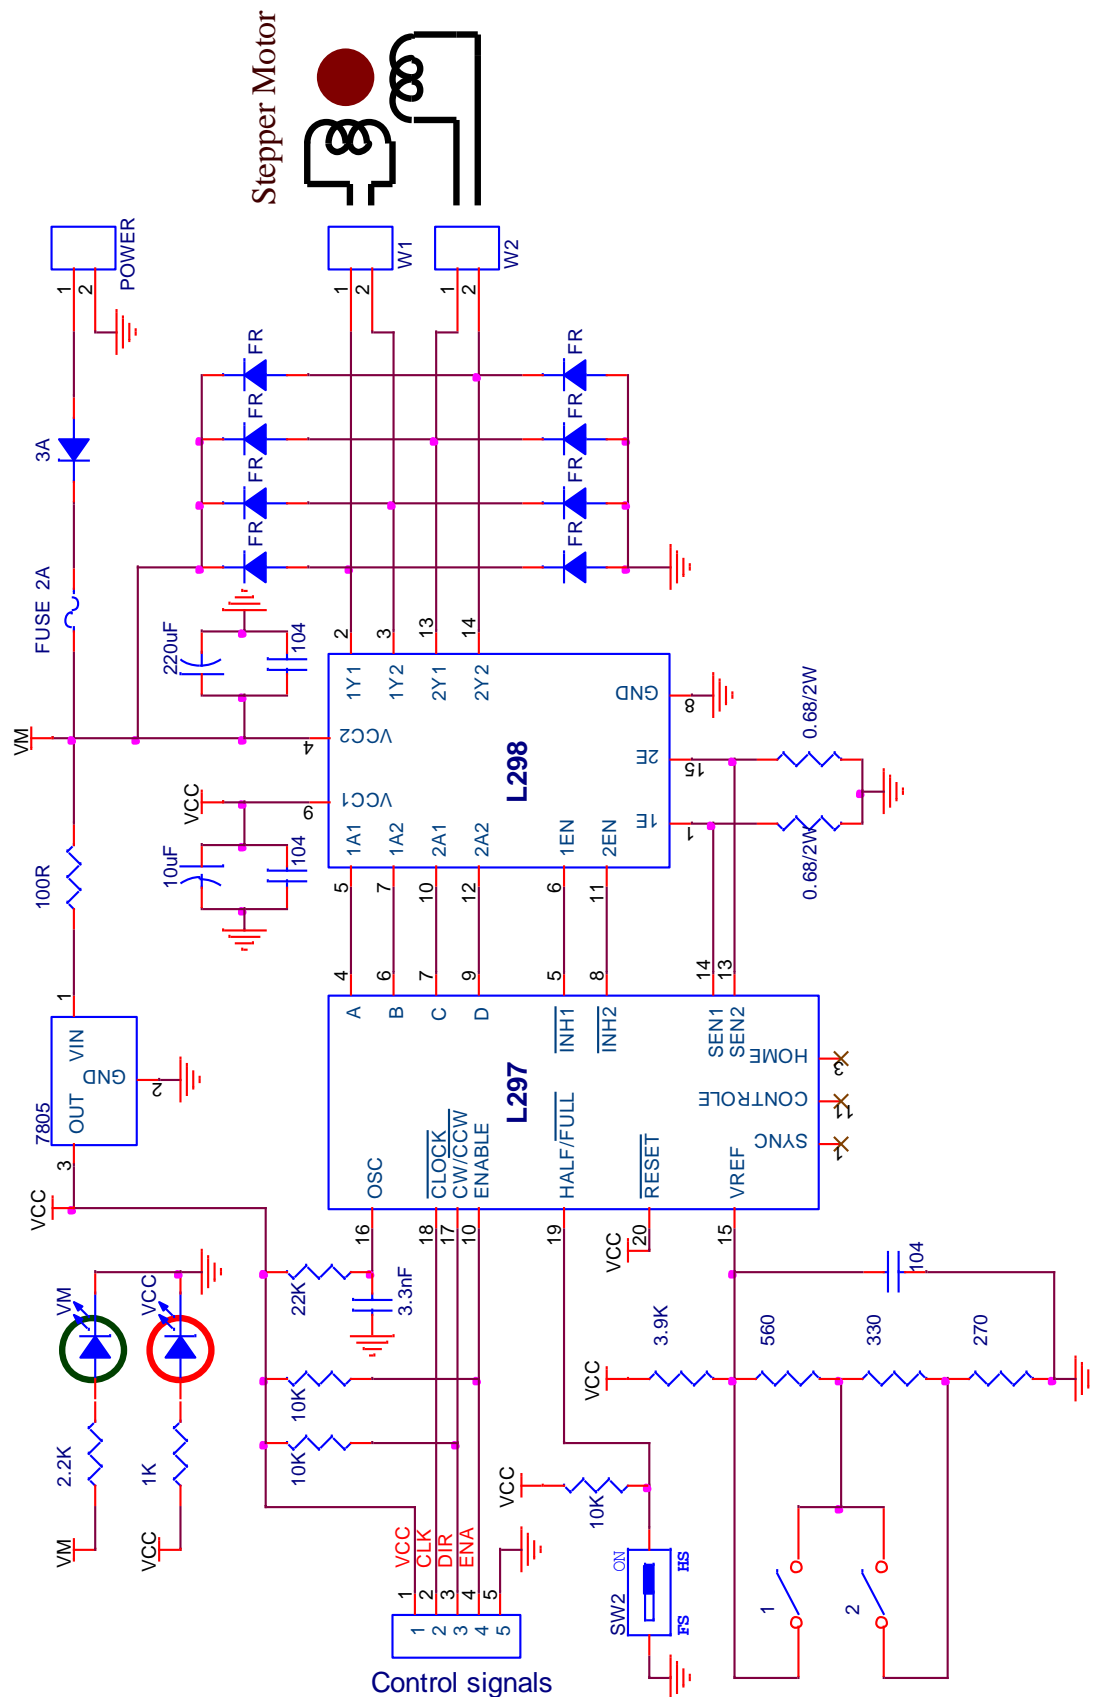 Stepper Motor
POWER
1
2
W1
1
2
W2
1
2
3A
FUSE 2A
FR
FR
FR
FR
FR
FR
FR
FR
VM
220uF
104
VCC
10uF
104
100R
L298
2
1Y1
3
1Y2
13
2Y1
14
2Y2
4
VCC2
9
VCC1
GND
8
2E
15
1E
1
5
1A1
7
1A2
10
2A1
12
2A2
6
1EN
11
2EN
0.68/2W
0.68/2W
7805
1
VIN
GND
2
OUT
3
VCC
L297
4
A
6
B
7
C
9
D
5
INH1
8
INH2
14
SEN1
13
SEN2
HOME
3
CONTROLE
11
SYNC
1
OSC
16
CLOCK
18
CW/CCW
17
ENABLE
10
HALF/FULL
19
RESET
20
VREF
15
VCC
22K
3.3nF
VM
VCC
2.2K
1K
VM
VCC
10K
10K
3.9K
560
330
270
104
VCC
VCC
10K
SW2
ON
FS
HS
1
2
VCC
CLK
DIR
ENA
1
2
3
4
5
1
2
3
4
5
Control signals